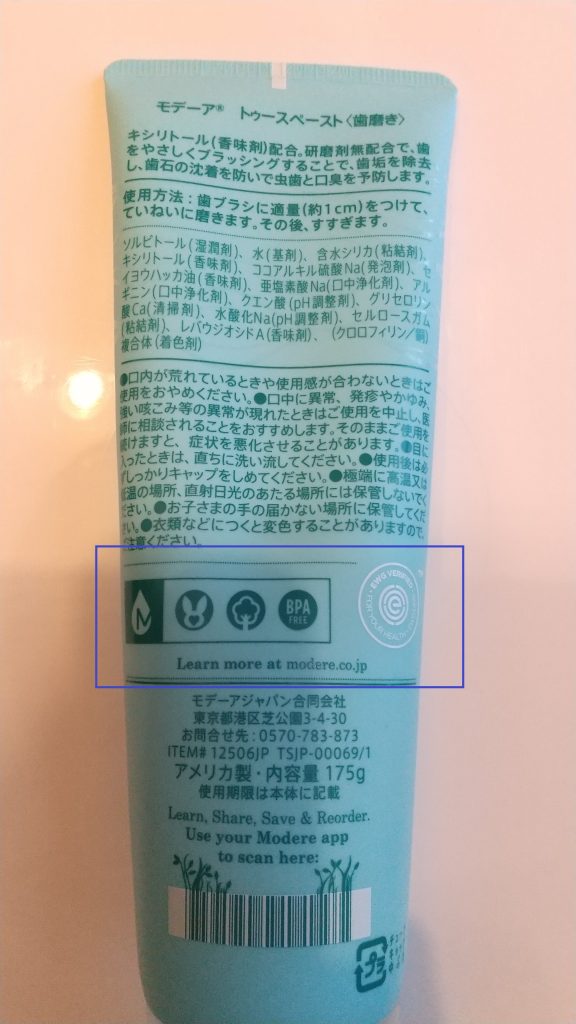 モデーア® トゥースペースト〈歯磨き〉
キシリトール(香味剤)配合。研磨剤無配合で、歯
をやさしくブラッシングすることで、歯垢を除去
し、歯石の沈着を防いで虫歯と口臭を予防します。
使用方法：歯ブラシに適量(約1cm)をつけて、
ていねいに磨きます。その後、すすぎます。
ソルビトール(湿潤剤)、水(基剤)、含水シリカ(粘結剤)、
キシリトール(香味剤)、ココアルキル硫酸Na(発泡剤)、セ
イヨウハッカ油(香味剤)、亜塩素酸Na(口中浄化剤)、アル
ギニン(口中浄化剤)、クエン酸(pH調整剤)、グリセロリン
酸Ca(清掃剤)、水酸化Na(pH調整剤)、セルロースガム
(粘結剤)、レバウジオシドA(香味剤)、(クロロフィリン/銅)
複合体(着色剤)
●口内が荒れているときや使用感が合わないときはご
使用をおやめください。●口中に異常、発疹やかゆみ、
強い咳こみ等の異常が現れたときはご使用を中止し、医
師に相談されることをおすすめします。そのままご使用を
続けますと、症状を悪化させることがあります。●目に
入ったときは、直ちに洗い流してください。●使用後は必
ずしっかりキャップをしめてください。●極端に高温又は
低温の場所、直射日光のあたる場所には保管しないでく
ださい。●お子さまの手の届かない場所に保管してくだ
さい。●衣類などにつくと変色することがありますので、
ご注意ください。
M
BPA
FREE
EWG VERIFIED
FOR YOUR HEALTH
Learn more at modere.co.jp
モデーアジャパン合同会社
東京都港区芝公園3-4-30
お問合せ先：0570-783-873
ITEM# 12506JP TSJP-00069/1
アメリカ製・内容量 175g
使用期限は本体に記載
Learn, Share, Save & Reorder.
Use your Modere app
to scan here:
プラ